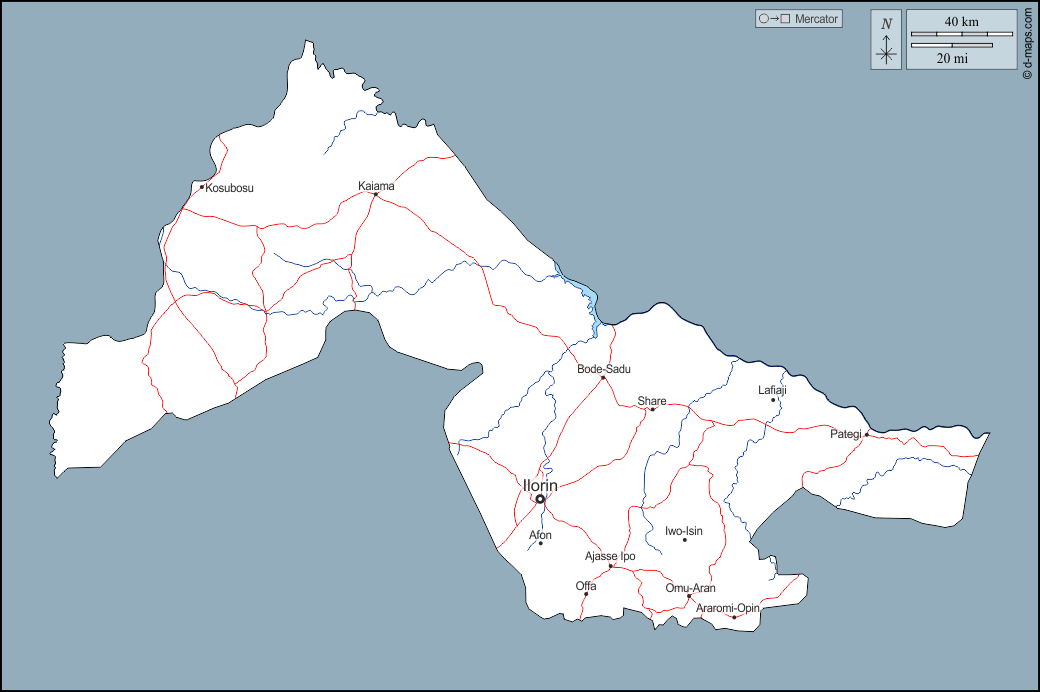 Mercator
N
40 km
20 mi
© d-maps.com
Kosubosu
Kaiama
Bode-Sadu
Lafiaji
Share
Pategi
Ilorin
Afon
Iwo-Isin
Ajasse Ipo
Offa
Omu-Aran
Araromi-Opin